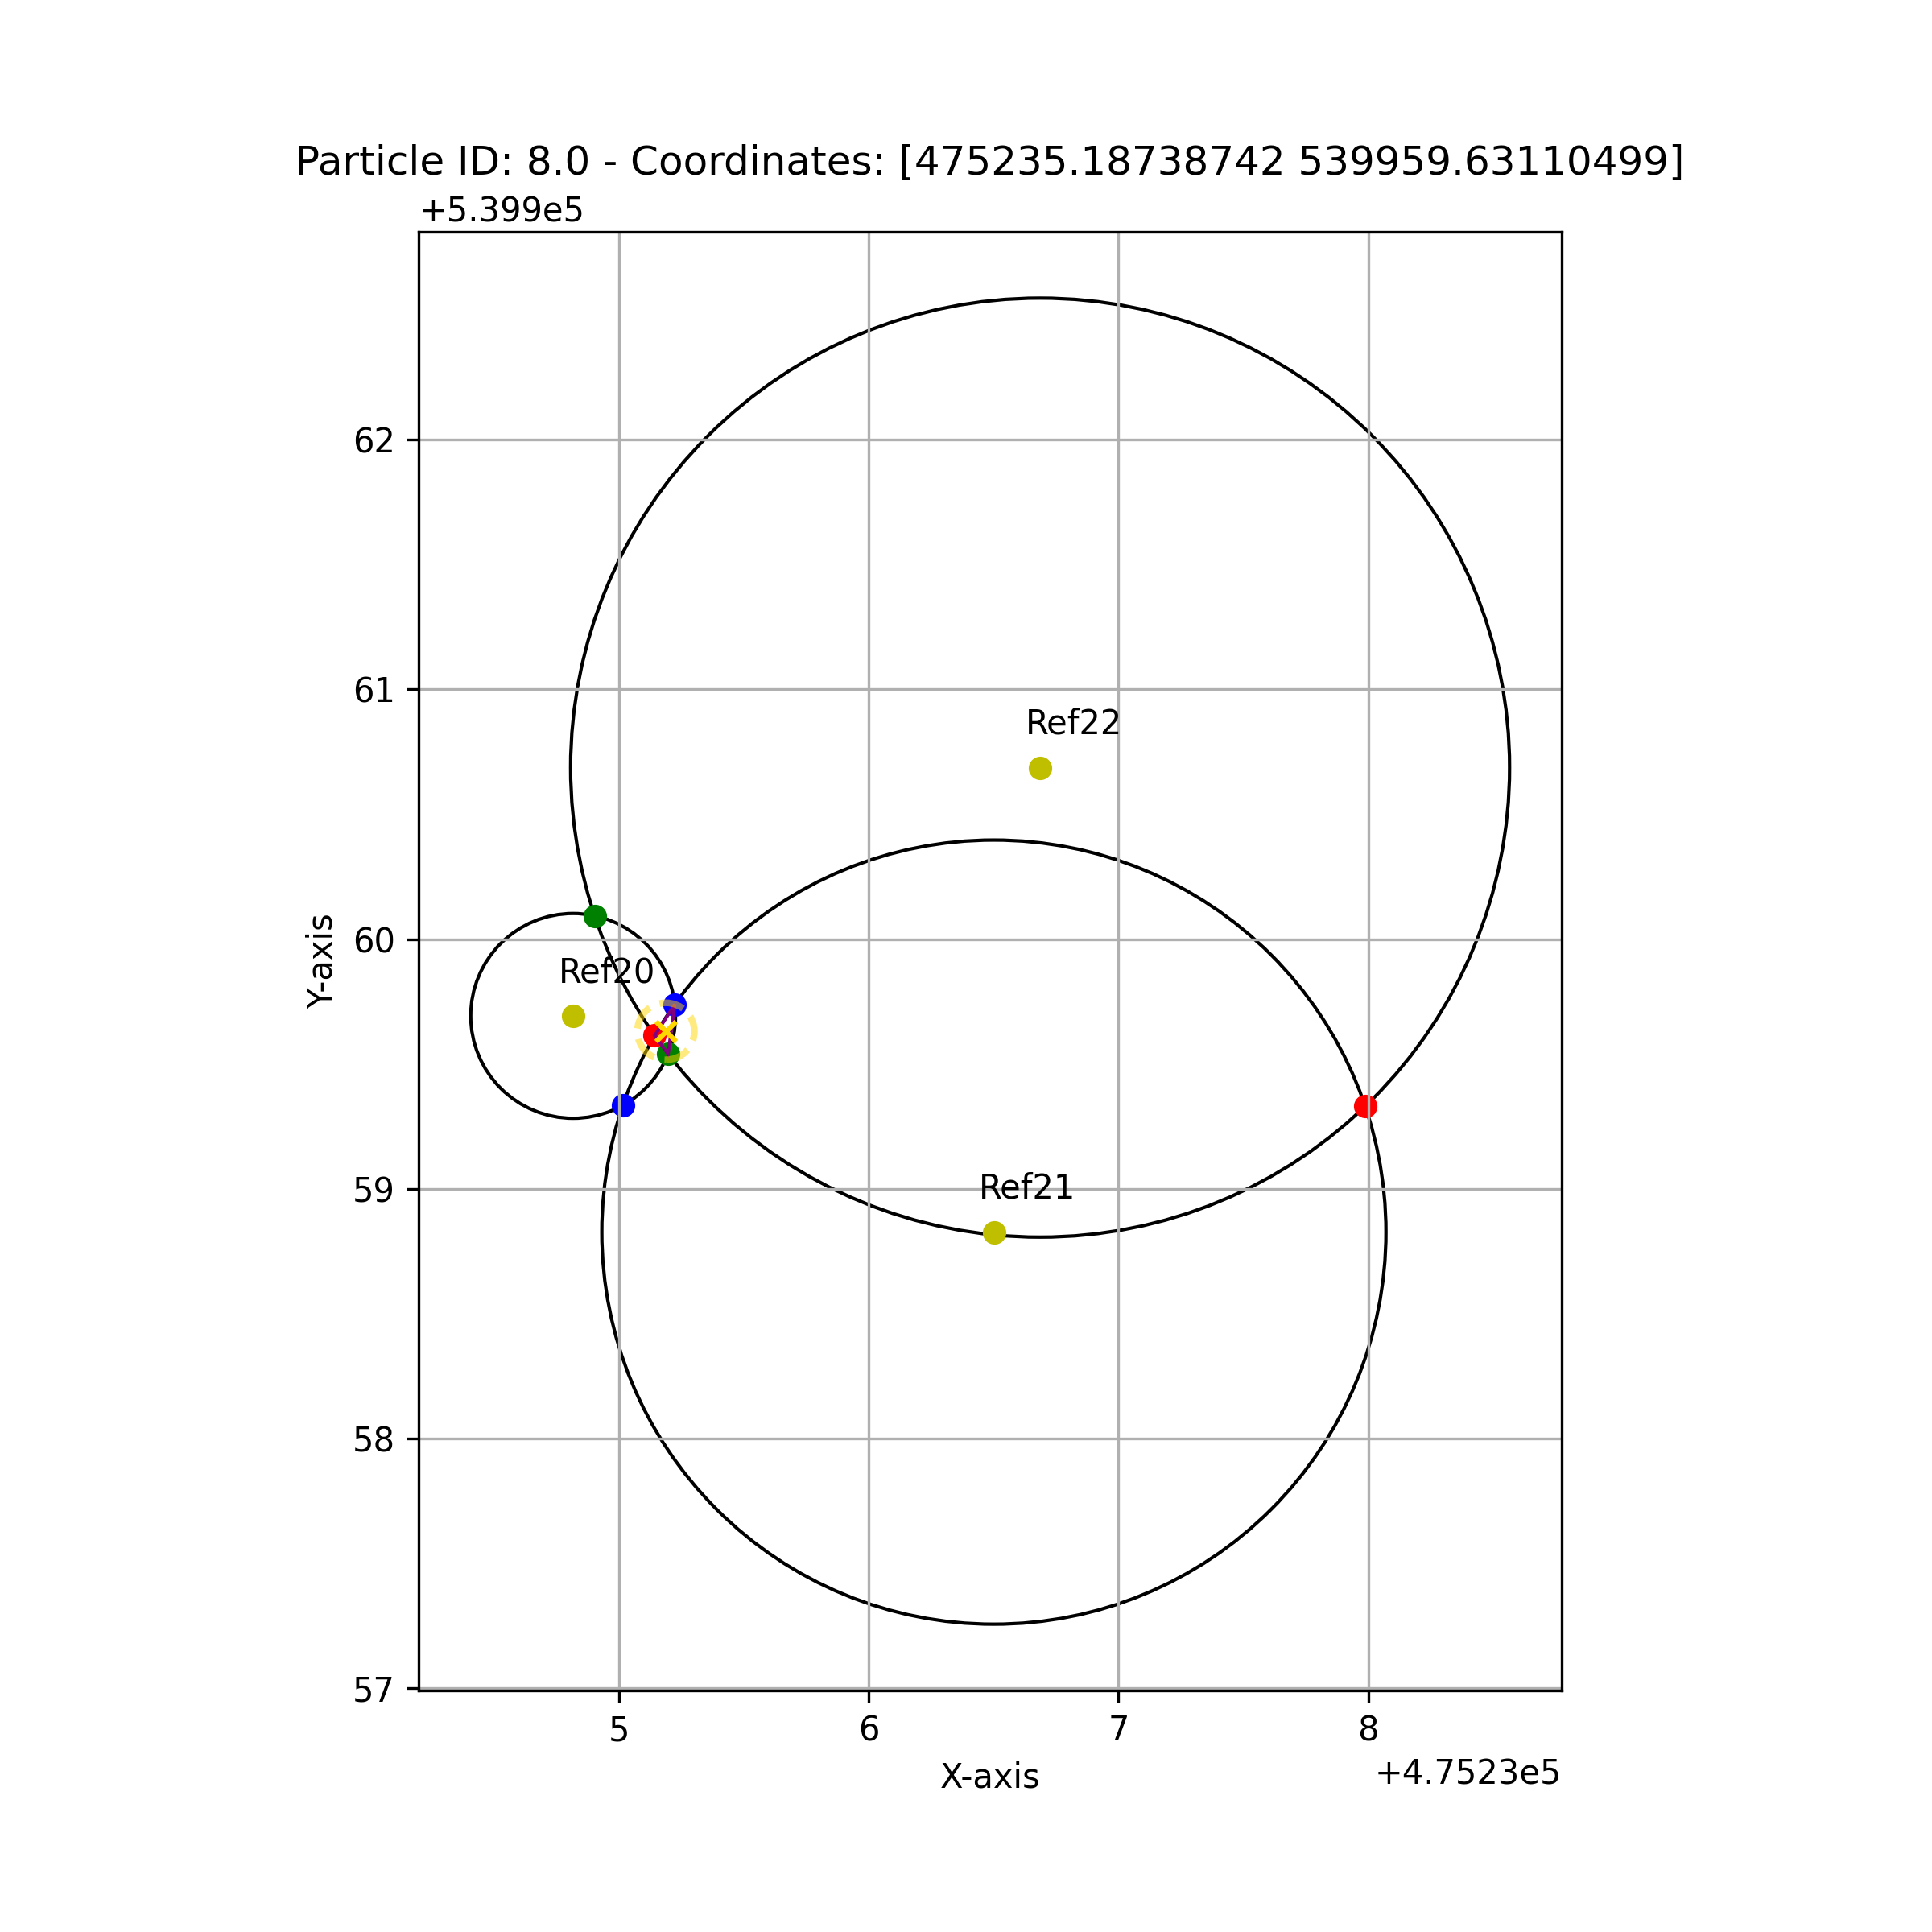 Particle ID: 8.0 - Coordinates: [475235.18738742 539959.63110499]
+5.399e5
62
61
60
59
58
57
Y-axis
Ref22
Ref20
Ref21
5 6 7 8
X-axis
+4.7523e5